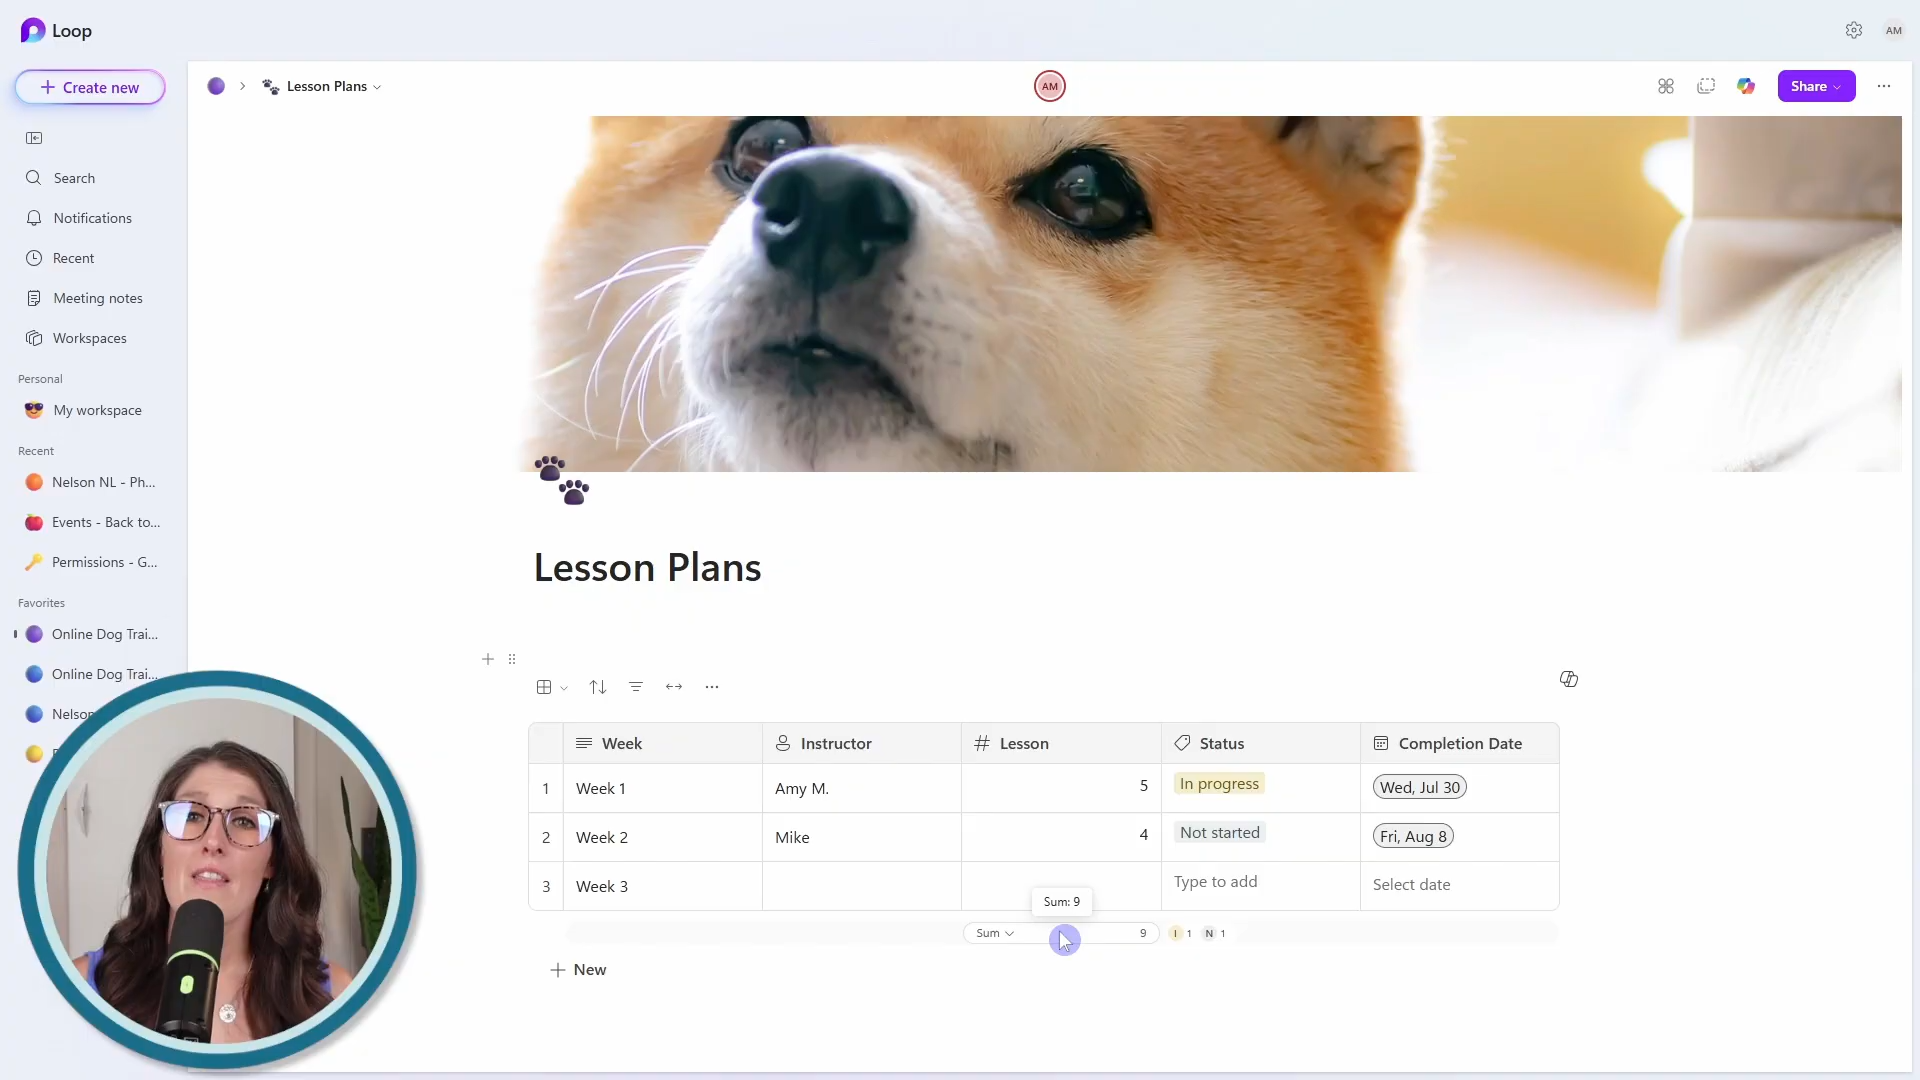 Loop
AM
Create new
Lesson Plans
AM
Share
Search
Notifications
Recent
Meeting notes
Workspaces
Personal
My workspace
Recent
Nelson NL - Ph...
Events - Back to...
Permissions - G...
Favorites
Online Dog Trai...
Online Dog Trai...
Nelson
Lesson Plans
Week Instructor # Lesson Status Completion Date
1 Week 1 Amy M. 5 In progress Wed, Jul 30
2 Week 2 Mike 4 Not started Fri, Aug 8
3 Week 3 Type to add Select date
Sum: 9
Sum 9 I 1 N 1
New